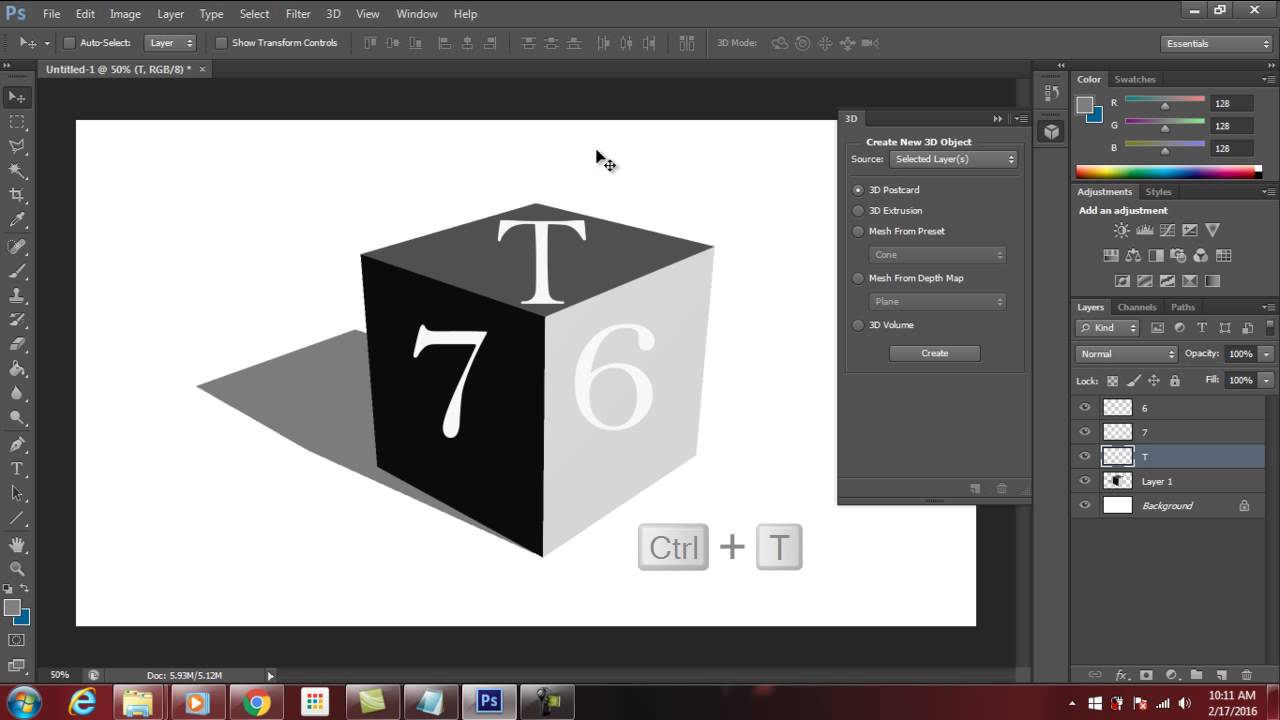 Ps File Edit Image Layer Type Select Filter 3D View Window Help
Auto-Select: Layer Show Transform Controls 3D Mode: Essentials
Untitled-1 @ 50% (T, RGB/8) * ×
3D
Create New 3D Object
Source: Selected Layer(s)
3D Postcard
3D Extrusion
Mesh From Preset
Cone
Mesh From Depth Map
Plane
3D Volume
Create
Color Swatches
R 128
G 128
B 128
Adjustments Styles
Add an adjustment
Layers Channels Paths
Kind
Normal Opacity: 100%
Lock: Fill: 100%
6
7
T
Layer 1
Background
T
7 6
Ctrl + T
50% Doc: 5.93M/5.12M
Ps
10:11 AM
2/17/2016